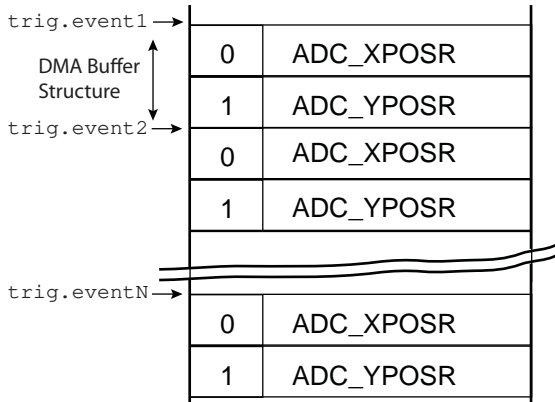 trig.event1
0 ADC_XPOSR
DMA Buffer
Structure
1 ADC_YPOSR
trig.event2
0 ADC_XPOSR
1 ADC_YPOSR
trig.eventN
0 ADC_XPOSR
1 ADC_YPOSR